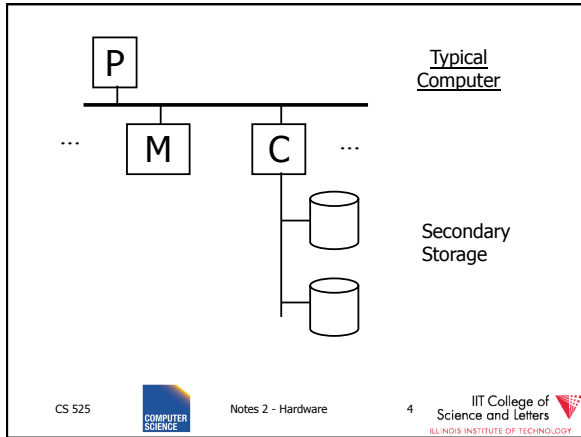 P
Typical
Computer
...
M
C
...
Secondary
Storage
CS 525
COMPUTER
SCIENCE
Notes 2 - Hardware
4
IIT College of
Science and Letters
ILLINOIS INSTITUTE OF TECHNOLOGY